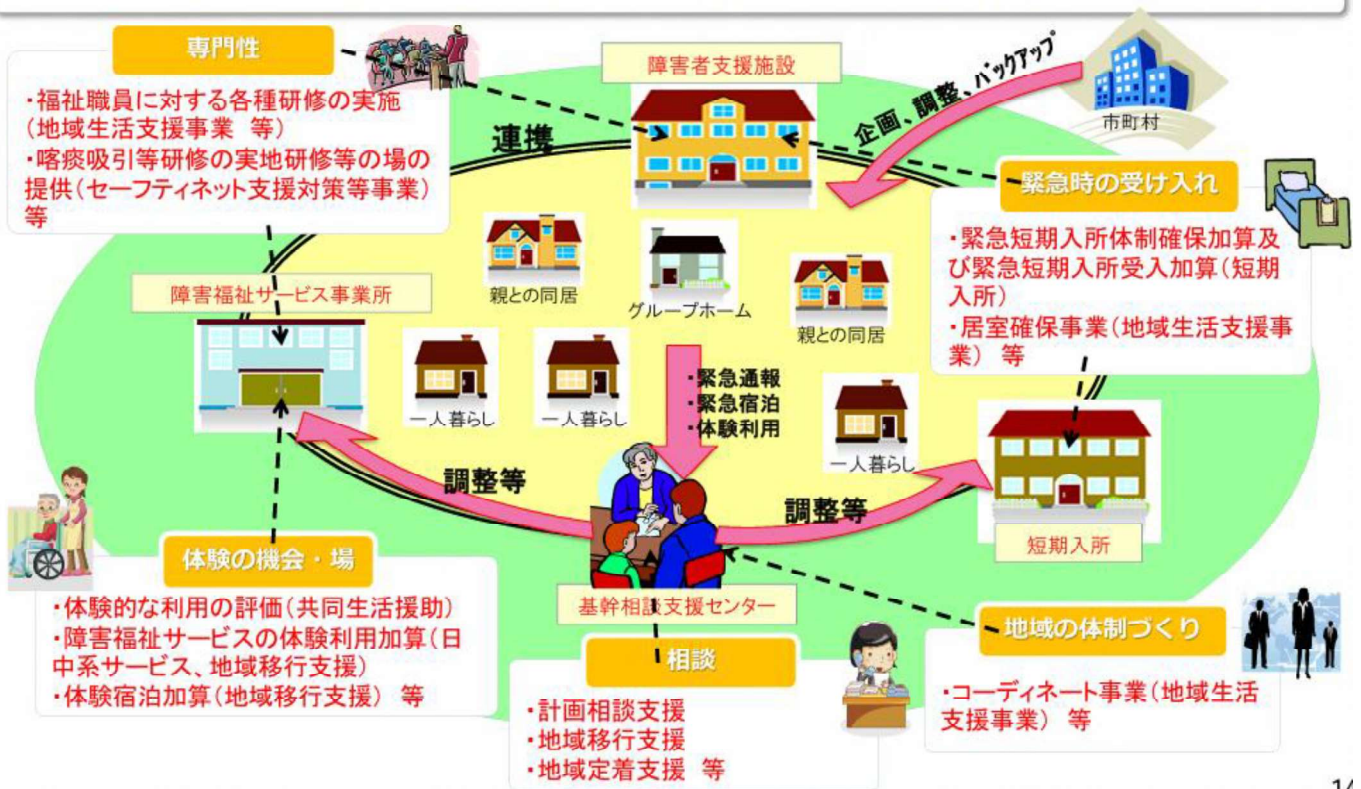 専門性
・福祉職員に対する各種研修の実施
(地域生活支援事業 等)
・喀痰吸引等研修の実地研修等の場の
提供(セーフティネット支援対策等事業)
等
障害者支援施設
連携
企画、調整、バックアップ
市町村
緊急時の受け入れ
・緊急短期入所体制確保加算及
び緊急短期入所受入加算(短期
入所)
・居室確保事業(地域生活支援事
業) 等
障害福祉サービス事業所
親との同居
グループホーム
親との同居
一人暮らし
一人暮らし
・緊急通報
・緊急宿泊
・体験利用
一人暮らし
調整等
調整等
短期入所
基幹相談支援センター
体験の機会・場
・体験的な利用の評価(共同生活援助)
・障害福祉サービスの体験利用加算(日
中系サービス、地域移行支援)
・体験宿泊加算(地域移行支援) 等
相談
・計画相談支援
・地域移行支援
・地域定着支援 等
地域の体制づくり
・コーディネート事業(地域生活
支援事業) 等